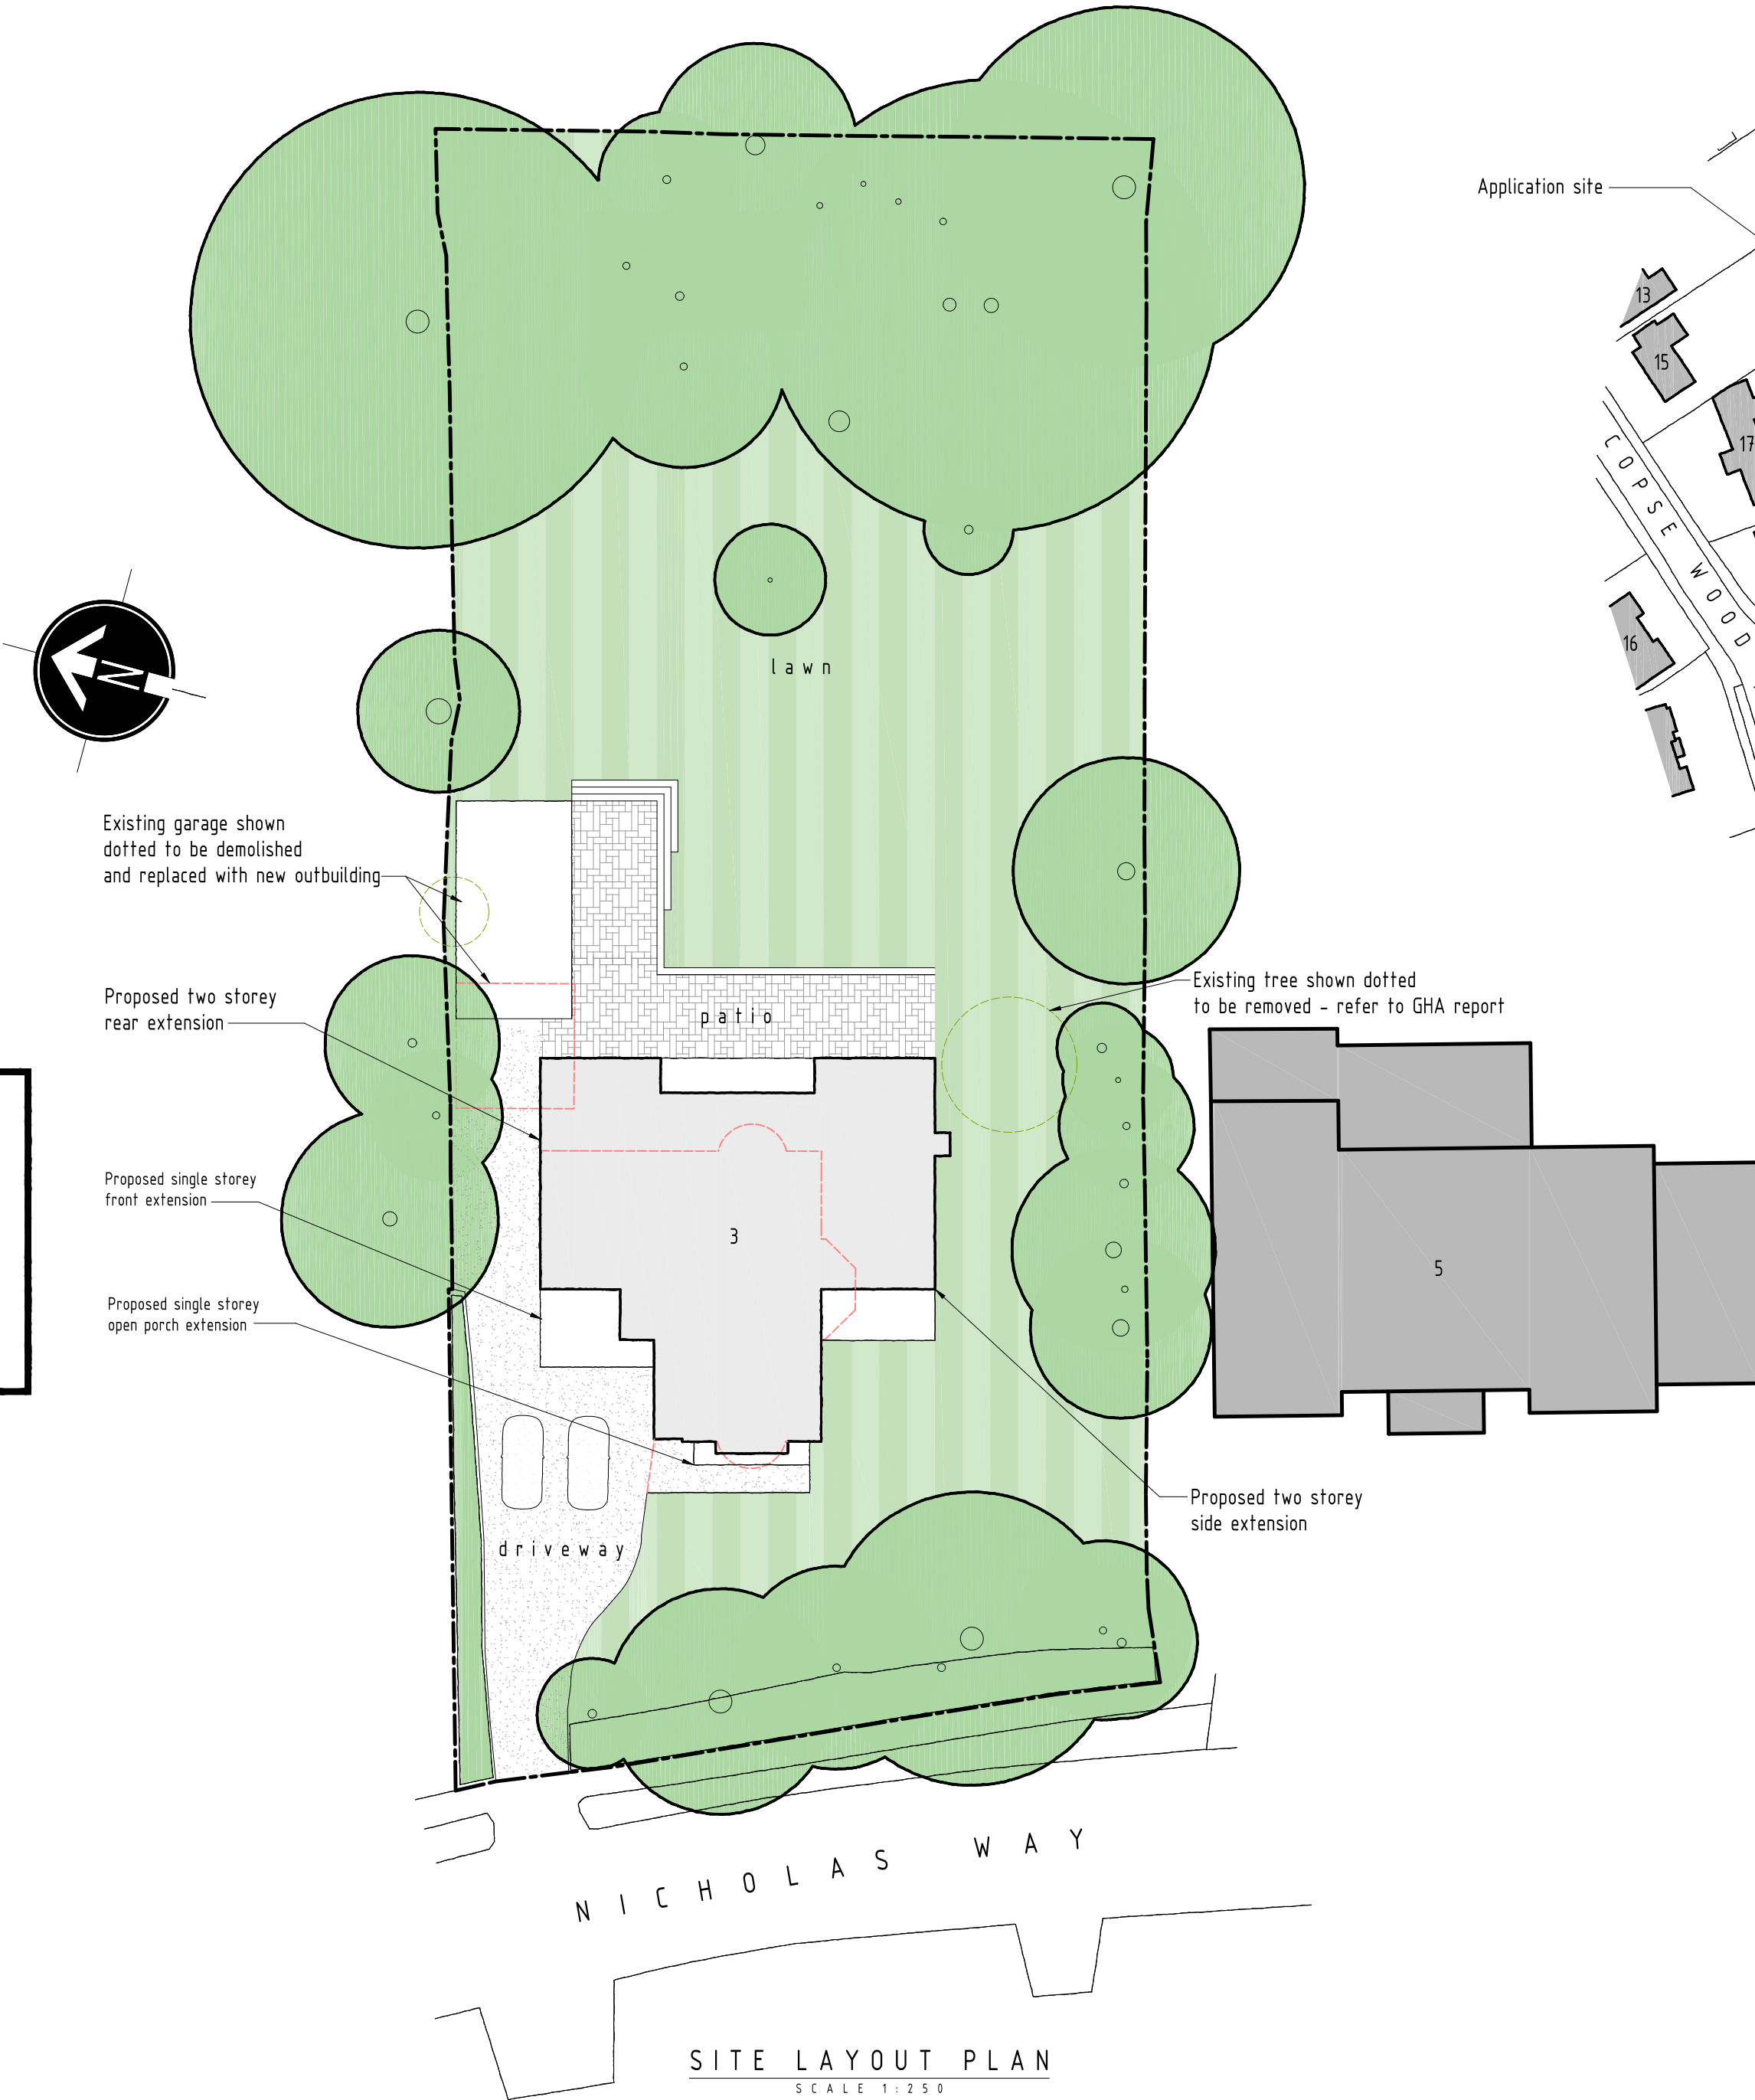 Application site
13
15
17
COPSE WOOD
16
N
lawn
Existing garage shown
dotted to be demolished
and replaced with new outbuilding
Existing tree shown dotted
to be removed - refer to GHA report
Proposed two storey
rear extension
patio
Proposed single storey
front extension
3
5
Proposed single storey
open porch extension
Proposed two storey
side extension
driveway
NICHOLAS WAY
SITE LAYOUT PLAN
SCALE 1:250